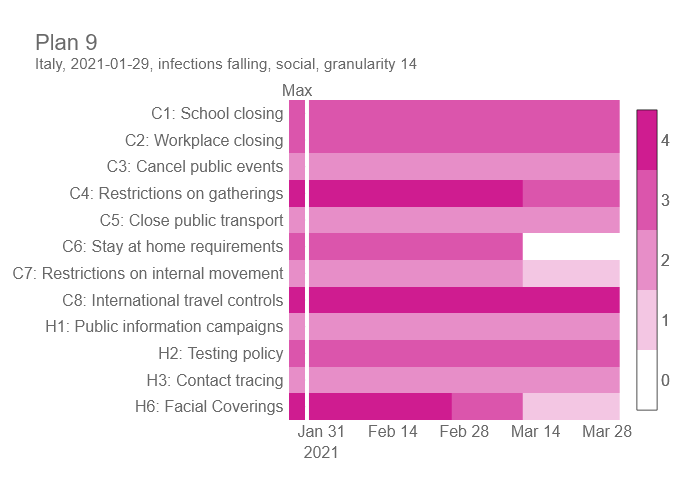 Plan 9
Italy, 2021-01-29, infections falling, social, granularity 14
Max
C1: School closing
C2: Workplace closing
C3: Cancel public events
C4: Restrictions on gatherings
C5: Close public transport
C6: Stay at home requirements
C7: Restrictions on internal movement
C8: International travel controls
H1: Public information campaigns
H2: Testing policy
H3: Contact tracing
H6: Facial Coverings
Jan 31 Feb 14 Feb 28 Mar 14 Mar 28
2021
4
3
2
1
0